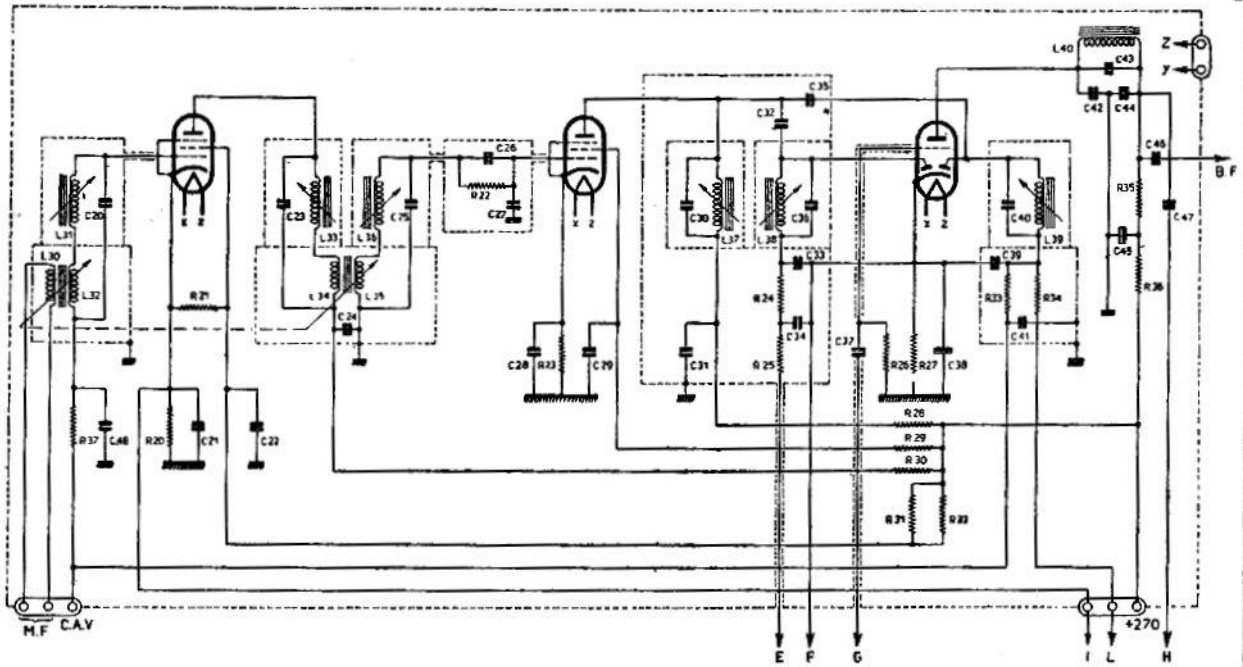 L40
C43
Z
Y
C42
C44
C35
C32
C46
B.F
C26
R22
C27
C20
L31
L30
L32
C23
L33
L36
C25
L34
L35
C24
X Z
X Z
X Z
C30
L37
L38
C36
C40
L39
R35
C47
C45
R36
C33
C39
R24
R33
R34
C34
C41
R21
C28
R23
C29
C31
R25
C37
R26
R27
C38
R28
R29
R30
R37
C48
R20
C21
C22
R31
R32
M.F
C.A.V
+270
E
F
G
I
L
H